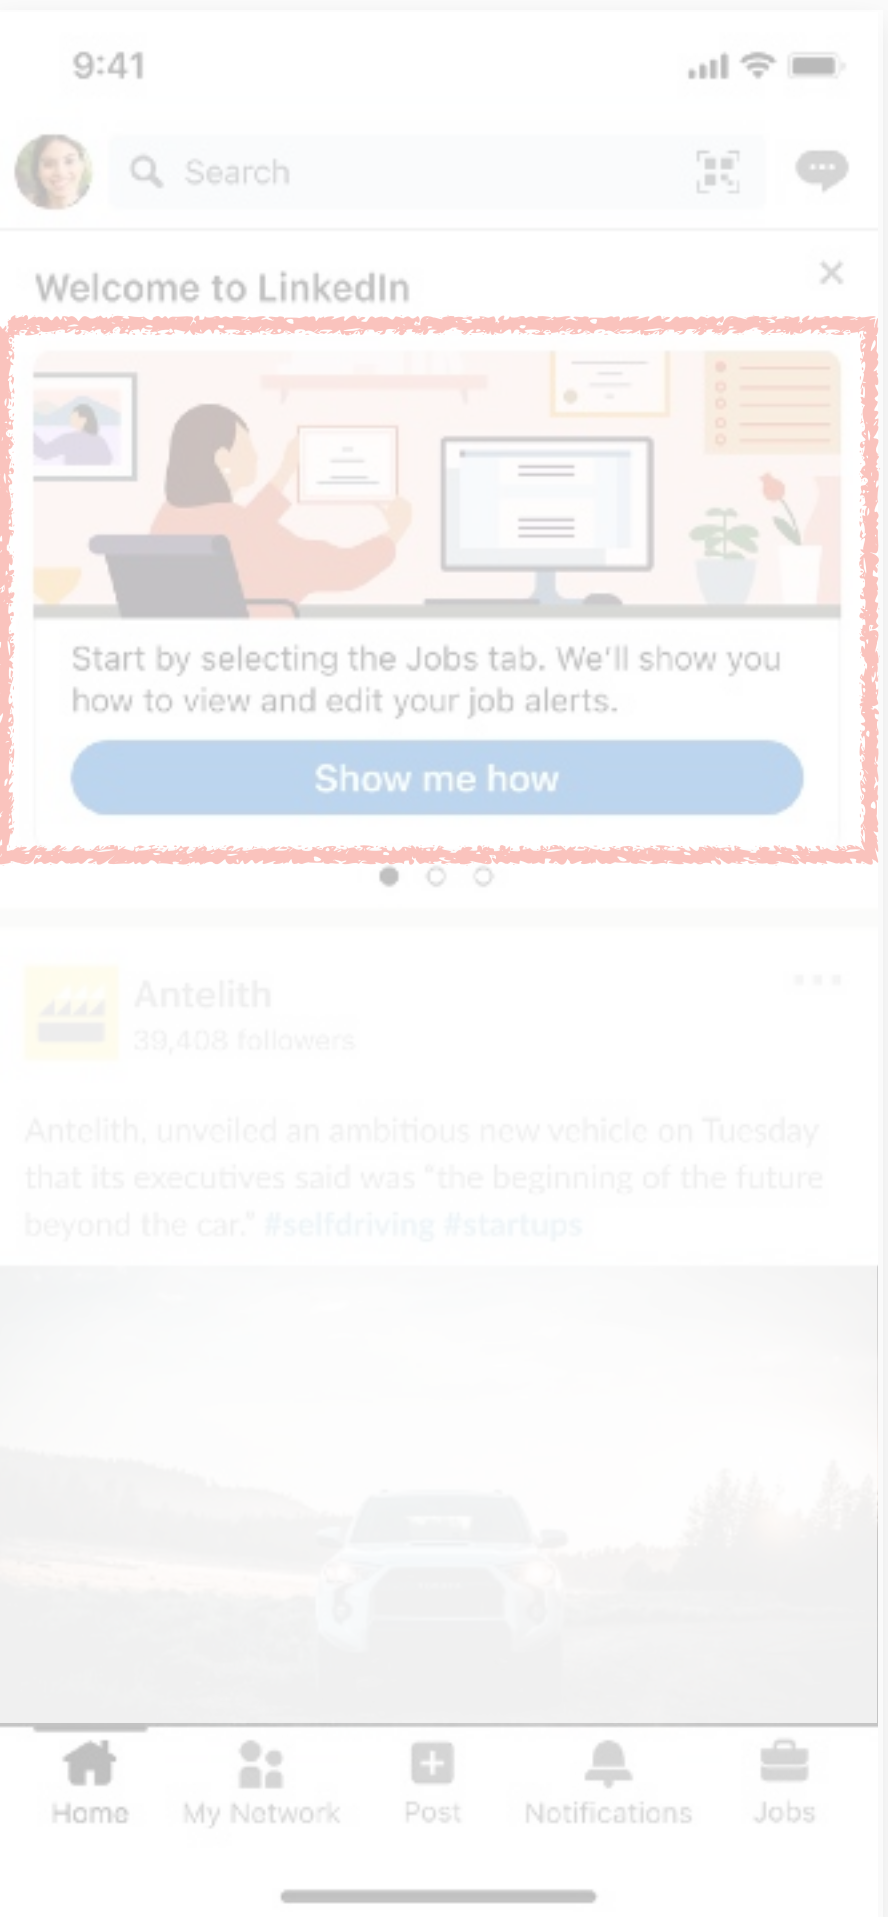 9:41
Search
Welcome to LinkedIn
Start by selecting the Jobs tab. We'll show you
how to view and edit your job alerts.
Show me how
Antelith
39,408 followers
Antelith, unveiled an ambitious new vehicle on Tuesday
that its executives said was “the beginning of the future
beyond the car.” #selfdriving #startups
Home My Network Post Notifications Jobs